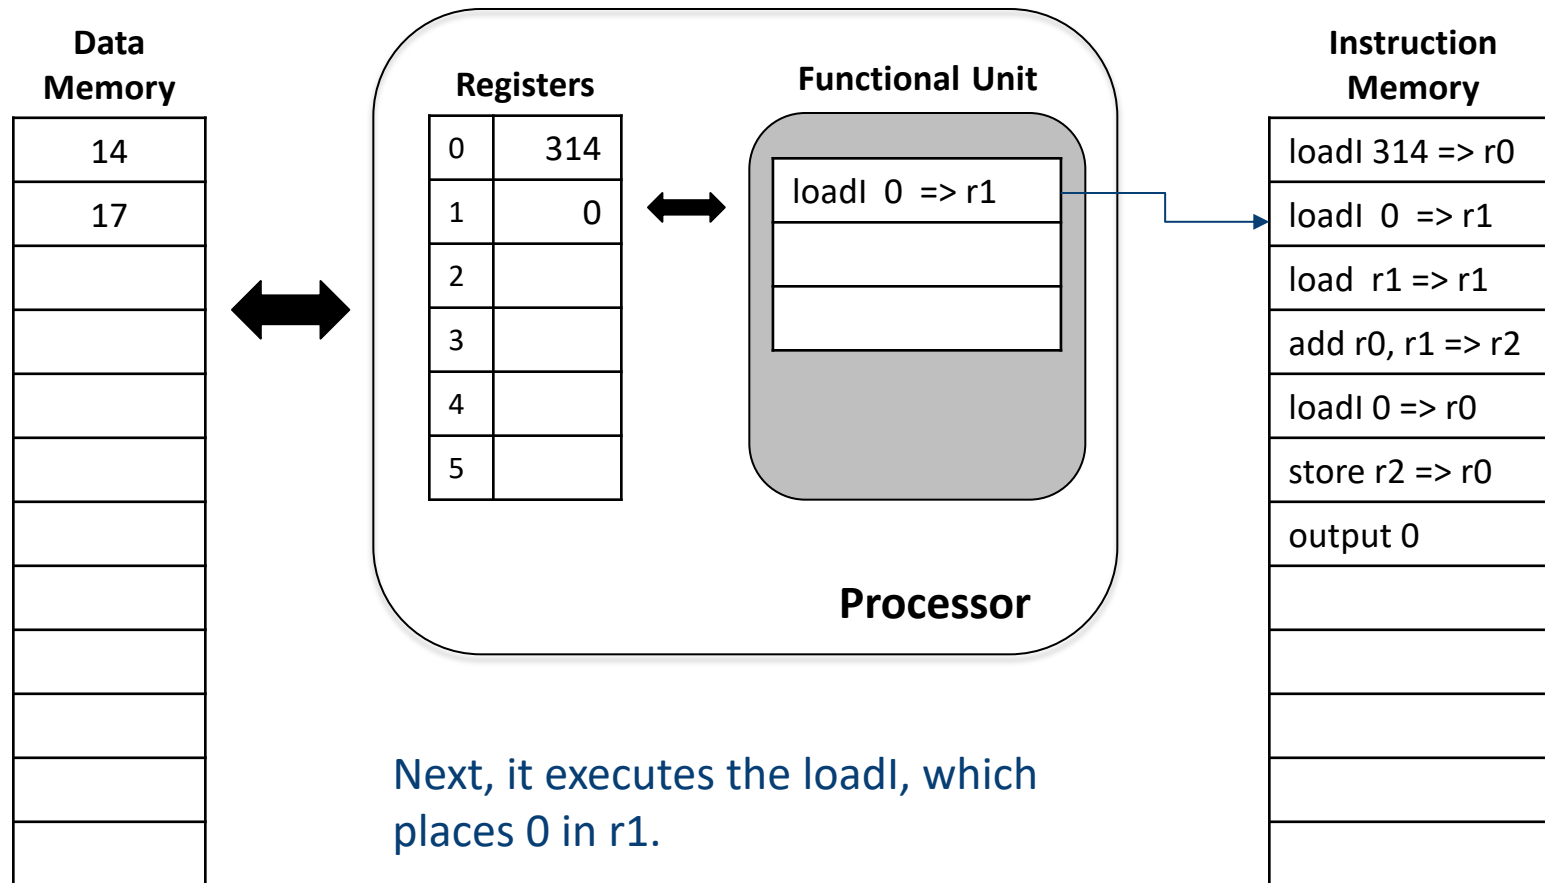 Data
Memory
14
17
Registers
0 314
1 0
2
3
4
5
Functional Unit
loadI  0  => r1
Processor
Next, it executes the loadI, which
places 0 in r1.
Instruction
Memory
loadI 314 => r0
loadI  0  => r1
load  r1 => r1
add r0, r1 => r2
loadI 0 => r0
store r2 => r0
output 0